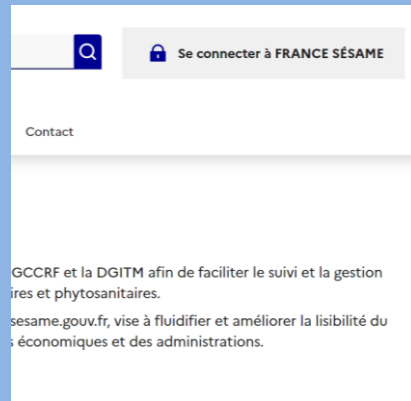 Se connecter à FRANCE SÉSAME
Contact
GCCRF et la DGITM afin de faciliter le suivi et la gestion
ires et phytosanitaires.
sesame.gouv.fr, vise à fluidifier et améliorer la lisibilité du
économiques et des administrations.